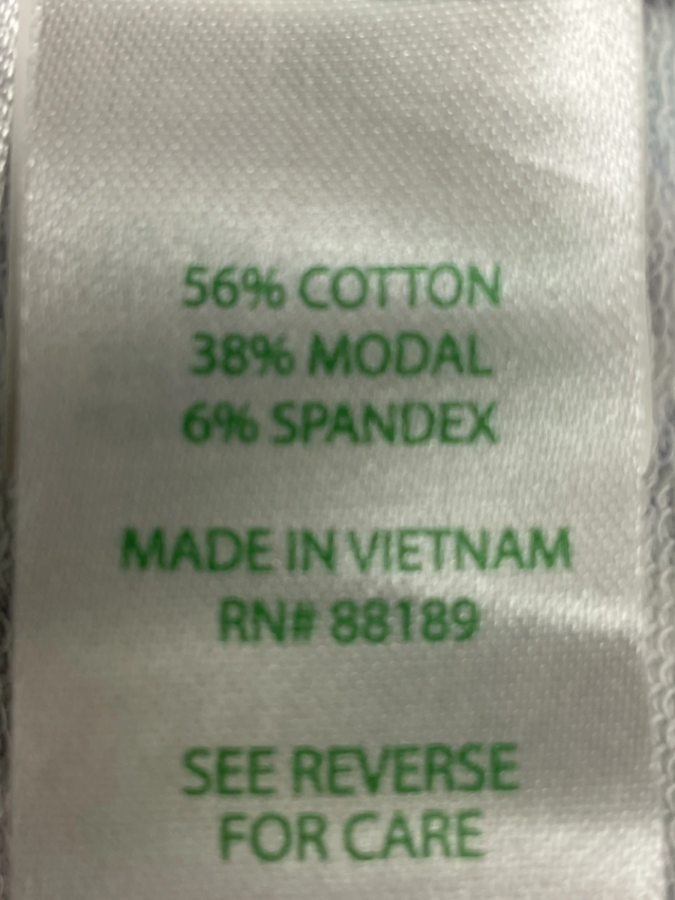 56% COTTON
38% MODAL
6% SPANDEX
MADE IN VIETNAM
RN# 88189
SEE REVERSE
FOR CARE